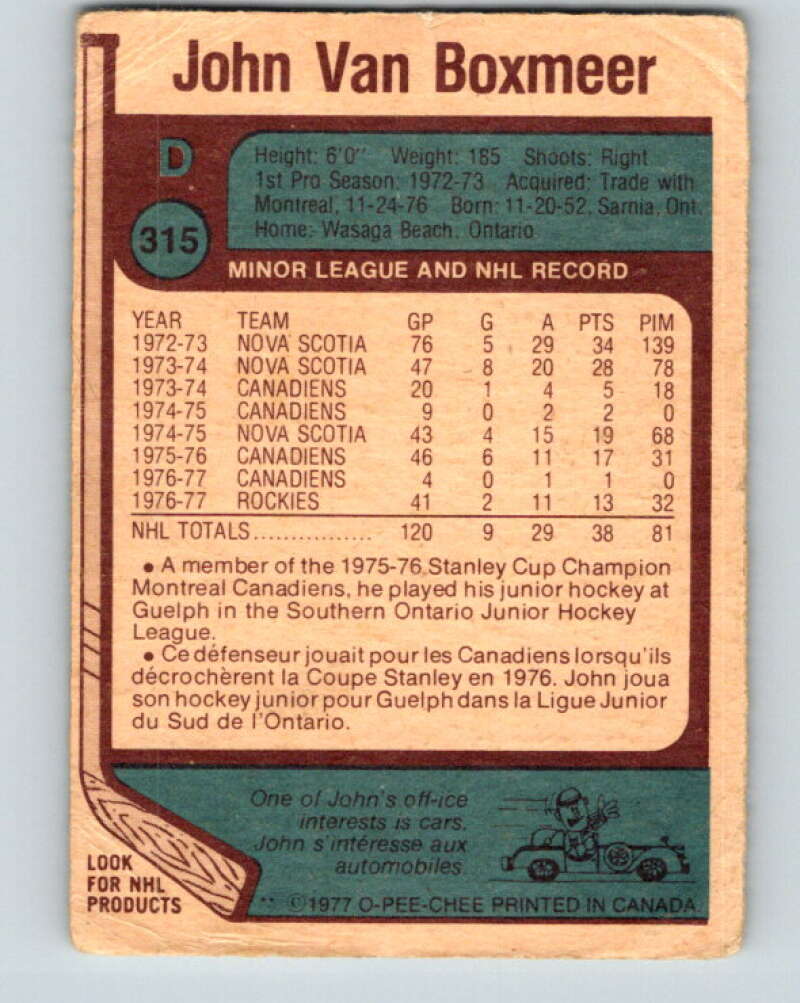 John Van Boxmeer
D
315
Height: 6'0" Weight: 185 Shoots: Right
1st Pro Season: 1972-73 Acquired: Trade with
Montreal, 11-24-76 Born: 11-20-52, Sarnia, Ont.
Home: Wasaga Beach, Ontario
MINOR LEAGUE AND NHL RECORD
YEAR TEAM GP G A PTS PIM
1972-73 NOVA SCOTIA 76 5 29 34 139
1973-74 NOVA SCOTIA 47 8 20 28 78
1973-74 CANADIENS 20 1 4 5 18
1974-75 CANADIENS 9 0 2 2 0
1974-75 NOVA SCOTIA 43 4 15 19 68
1975-76 CANADIENS 46 6 11 17 31
1976-77 CANADIENS 4 0 1 1 0
1976-77 ROCKIES 41 2 11 13 32
NHL TOTALS................ 120 9 29 38 81
• A member of the 1975-76 Stanley Cup Champion
Montreal Canadiens, he played his junior hockey at
Guelph in the Southern Ontario Junior Hockey
League.
• Ce défenseur jouait pour les Canadiens lorsqu'ils
décrochèrent la Coupe Stanley en 1976. John joua
son hockey junior pour Guelph dans la Ligue Junior
du Sud de l'Ontario.
One of John's off-ice
interests is cars.
John s'intéresse aux
automobiles.
LOOK
FOR NHL
PRODUCTS
** ©1977 O-PEE-CHEE PRINTED IN CANADA